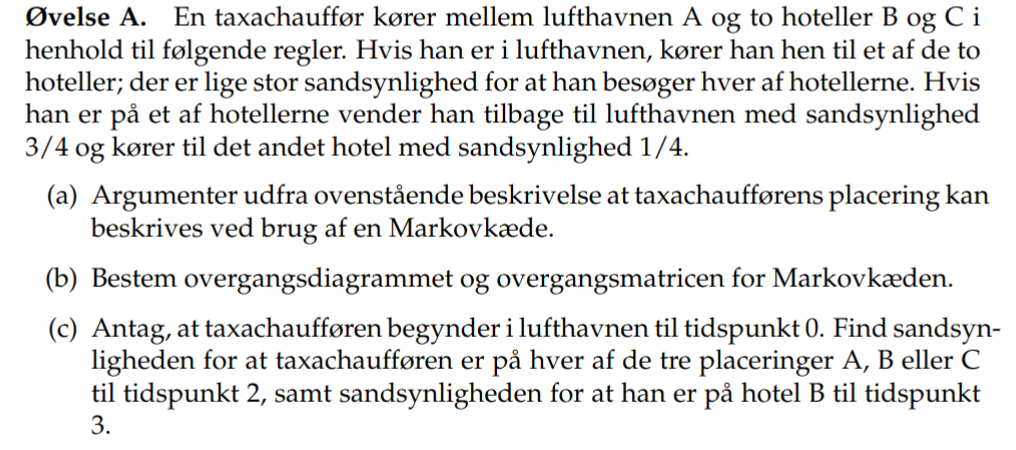 Øvelse A. En taxachauffør kører mellem lufthavnen A og to hoteller B og C i
henhold til følgende regler. Hvis han er i lufthavnen, kører han hen til et af de to
hoteller; der er lige stor sandsynlighed for at han besøger hver af hotellerne. Hvis
han er på et af hotellerne vender han tilbage til lufthavnen med sandsynlighed
3/4 og kører til det andet hotel med sandsynlighed 1/4.
(a) Argumenter udfra ovenstående beskrivelse at taxachaufførens placering kan
beskrives ved brug af en Markovkæde.
(b) Bestem overgangsdiagrammet og overgangsmatricen for Markovkæden.
(c) Antag, at taxachaufføren begynder i lufthavnen til tidspunkt 0. Find sandsyn-
ligheden for at taxachaufføren er på hver af de tre placeringer A, B eller C
til tidspunkt 2, samt sandsynligheden for at han er på hotel B til tidspunkt
3.